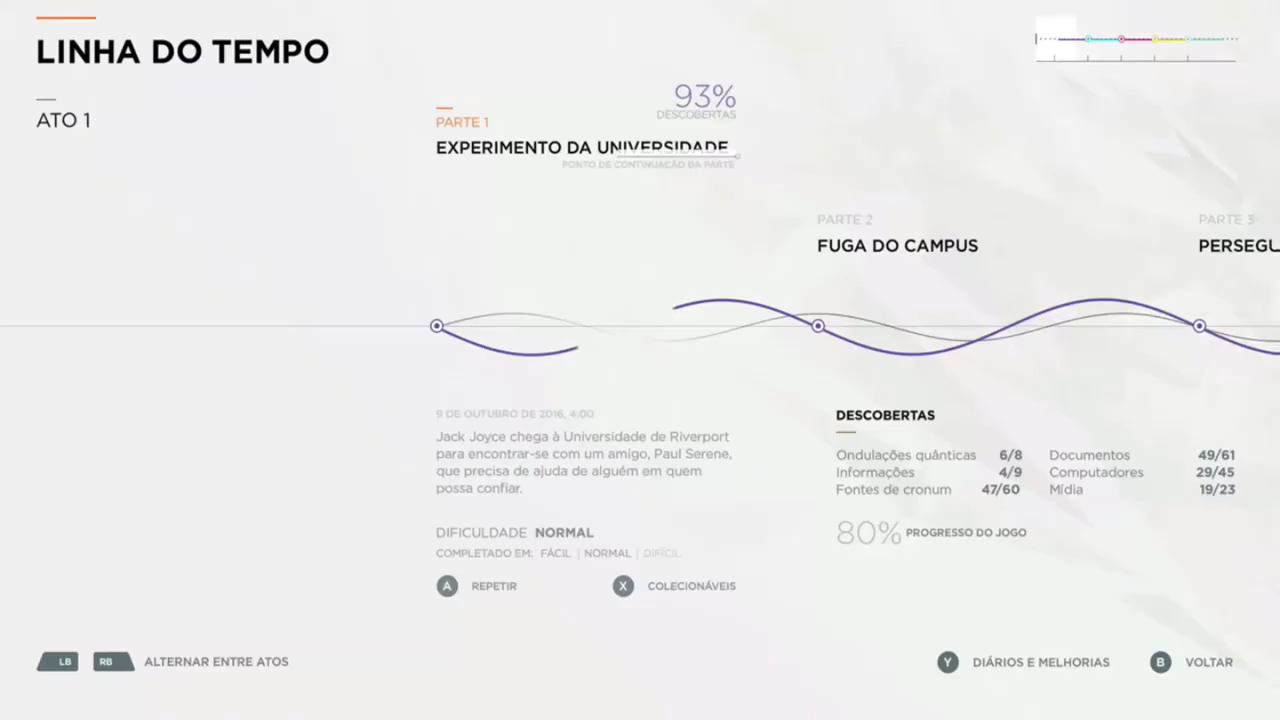 LINHA DO TEMPO
ATO 1
93%
DESCOBERTAS
PARTE 1
EXPERIMENTO DA UNIVERSIDADE
PONTO DE CONTINUAÇÃO DA PARTE
PARTE 2
FUGA DO CAMPUS
PARTE 3
PERSEGU
9 DE OUTUBRO DE 2016, 4:00
Jack Joyce chega à Universidade de Riverport
para encontrar-se com um amigo, Paul Serene,
que precisa de ajuda de alguém em quem
possa confiar.
DIFICULDADE NORMAL
COMPLETADO EM: FÁCIL | NORMAL | DIFÍCIL
A REPETIR X COLECIONÁVEIS
DESCOBERTAS
Ondulações quânticas 6/8 Documentos 49/61
Informações 4/9 Computadores 29/45
Fontes de cronum 47/60 Mídia 19/23
80% PROGRESSO DO JOGO
LB RB ALTERNAR ENTRE ATOS
Y DIÁRIOS E MELHORIAS B VOLTAR